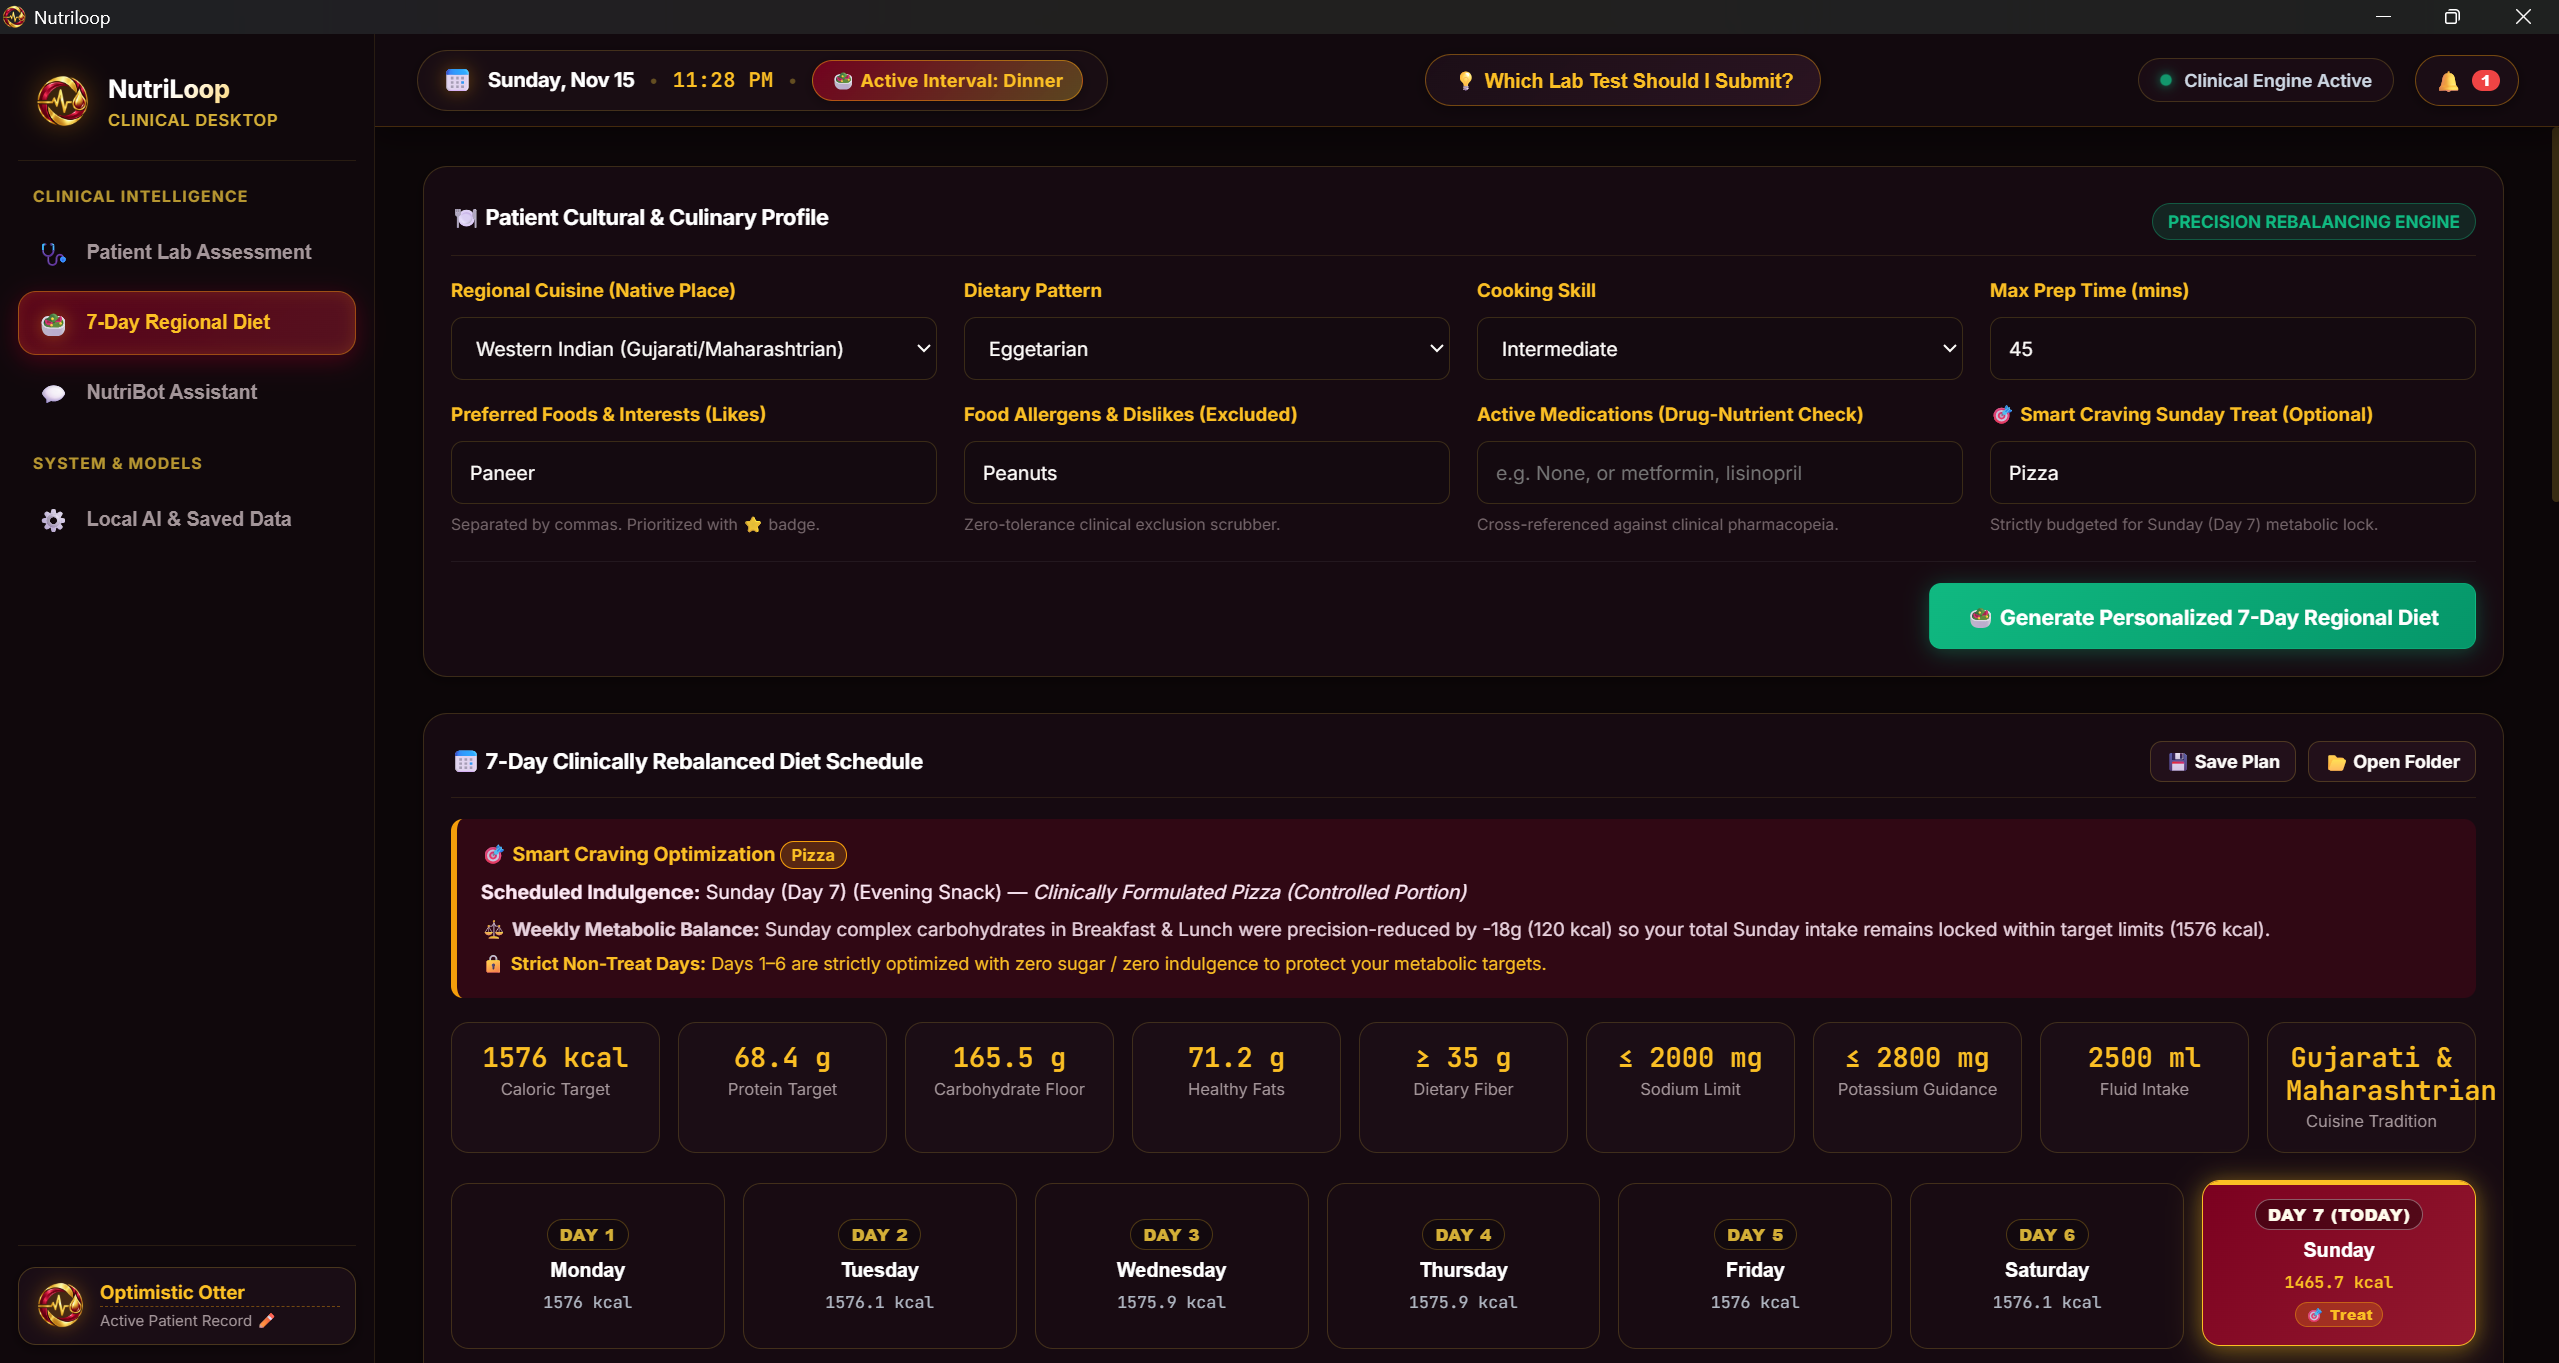 Nutriloop
NutriLoop
CLINICAL DESKTOP
CLINICAL INTELLIGENCE
Patient Lab Assessment
7-Day Regional Diet
NutriBot Assistant
SYSTEM & MODELS
Local AI & Saved Data
Optimistic Otter
Active Patient Record
Sunday, Nov 15 • 11:28 PM • Active Interval: Dinner
Which Lab Test Should I Submit?
Clinical Engine Active
1
Patient Cultural & Culinary Profile
PRECISION REBALANCING ENGINE
Regional Cuisine (Native Place)
Western Indian (Gujarati/Maharashtrian)
Dietary Pattern
Eggetarian
Cooking Skill
Intermediate
Max Prep Time (mins)
45
Preferred Foods & Interests (Likes)
Paneer
Separated by commas. Prioritized with ⭐ badge.
Food Allergens & Dislikes (Excluded)
Peanuts
Zero-tolerance clinical exclusion scrubber.
Active Medications (Drug-Nutrient Check)
e.g. None, or metformin, lisinopril
Cross-referenced against clinical pharmacopeia.
Smart Craving Sunday Treat (Optional)
Pizza
Strictly budgeted for Sunday (Day 7) metabolic lock.
Generate Personalized 7-Day Regional Diet
7-Day Clinically Rebalanced Diet Schedule
Save Plan
Open Folder
Smart Craving Optimization Pizza
Scheduled Indulgence: Sunday (Day 7) (Evening Snack) — Clinically Formulated Pizza (Controlled Portion)
Weekly Metabolic Balance: Sunday complex carbohydrates in Breakfast & Lunch were precision-reduced by -18g (120 kcal) so your total Sunday intake remains locked within target limits (1576 kcal).
Strict Non-Treat Days: Days 1–6 are strictly optimized with zero sugar / zero indulgence to protect your metabolic targets.
1576 kcal
Caloric Target
68.4 g
Protein Target
165.5 g
Carbohydrate Floor
71.2 g
Healthy Fats
≥ 35 g
Dietary Fiber
≤ 2000 mg
Sodium Limit
≤ 2800 mg
Potassium Guidance
2500 ml
Fluid Intake
Gujarati &
Maharashtrian
Cuisine Tradition
DAY 1
Monday
1576 kcal
DAY 2
Tuesday
1576.1 kcal
DAY 3
Wednesday
1575.9 kcal
DAY 4
Thursday
1575.9 kcal
DAY 5
Friday
1576 kcal
DAY 6
Saturday
1576.1 kcal
DAY 7 (TODAY)
Sunday
1465.7 kcal
Treat